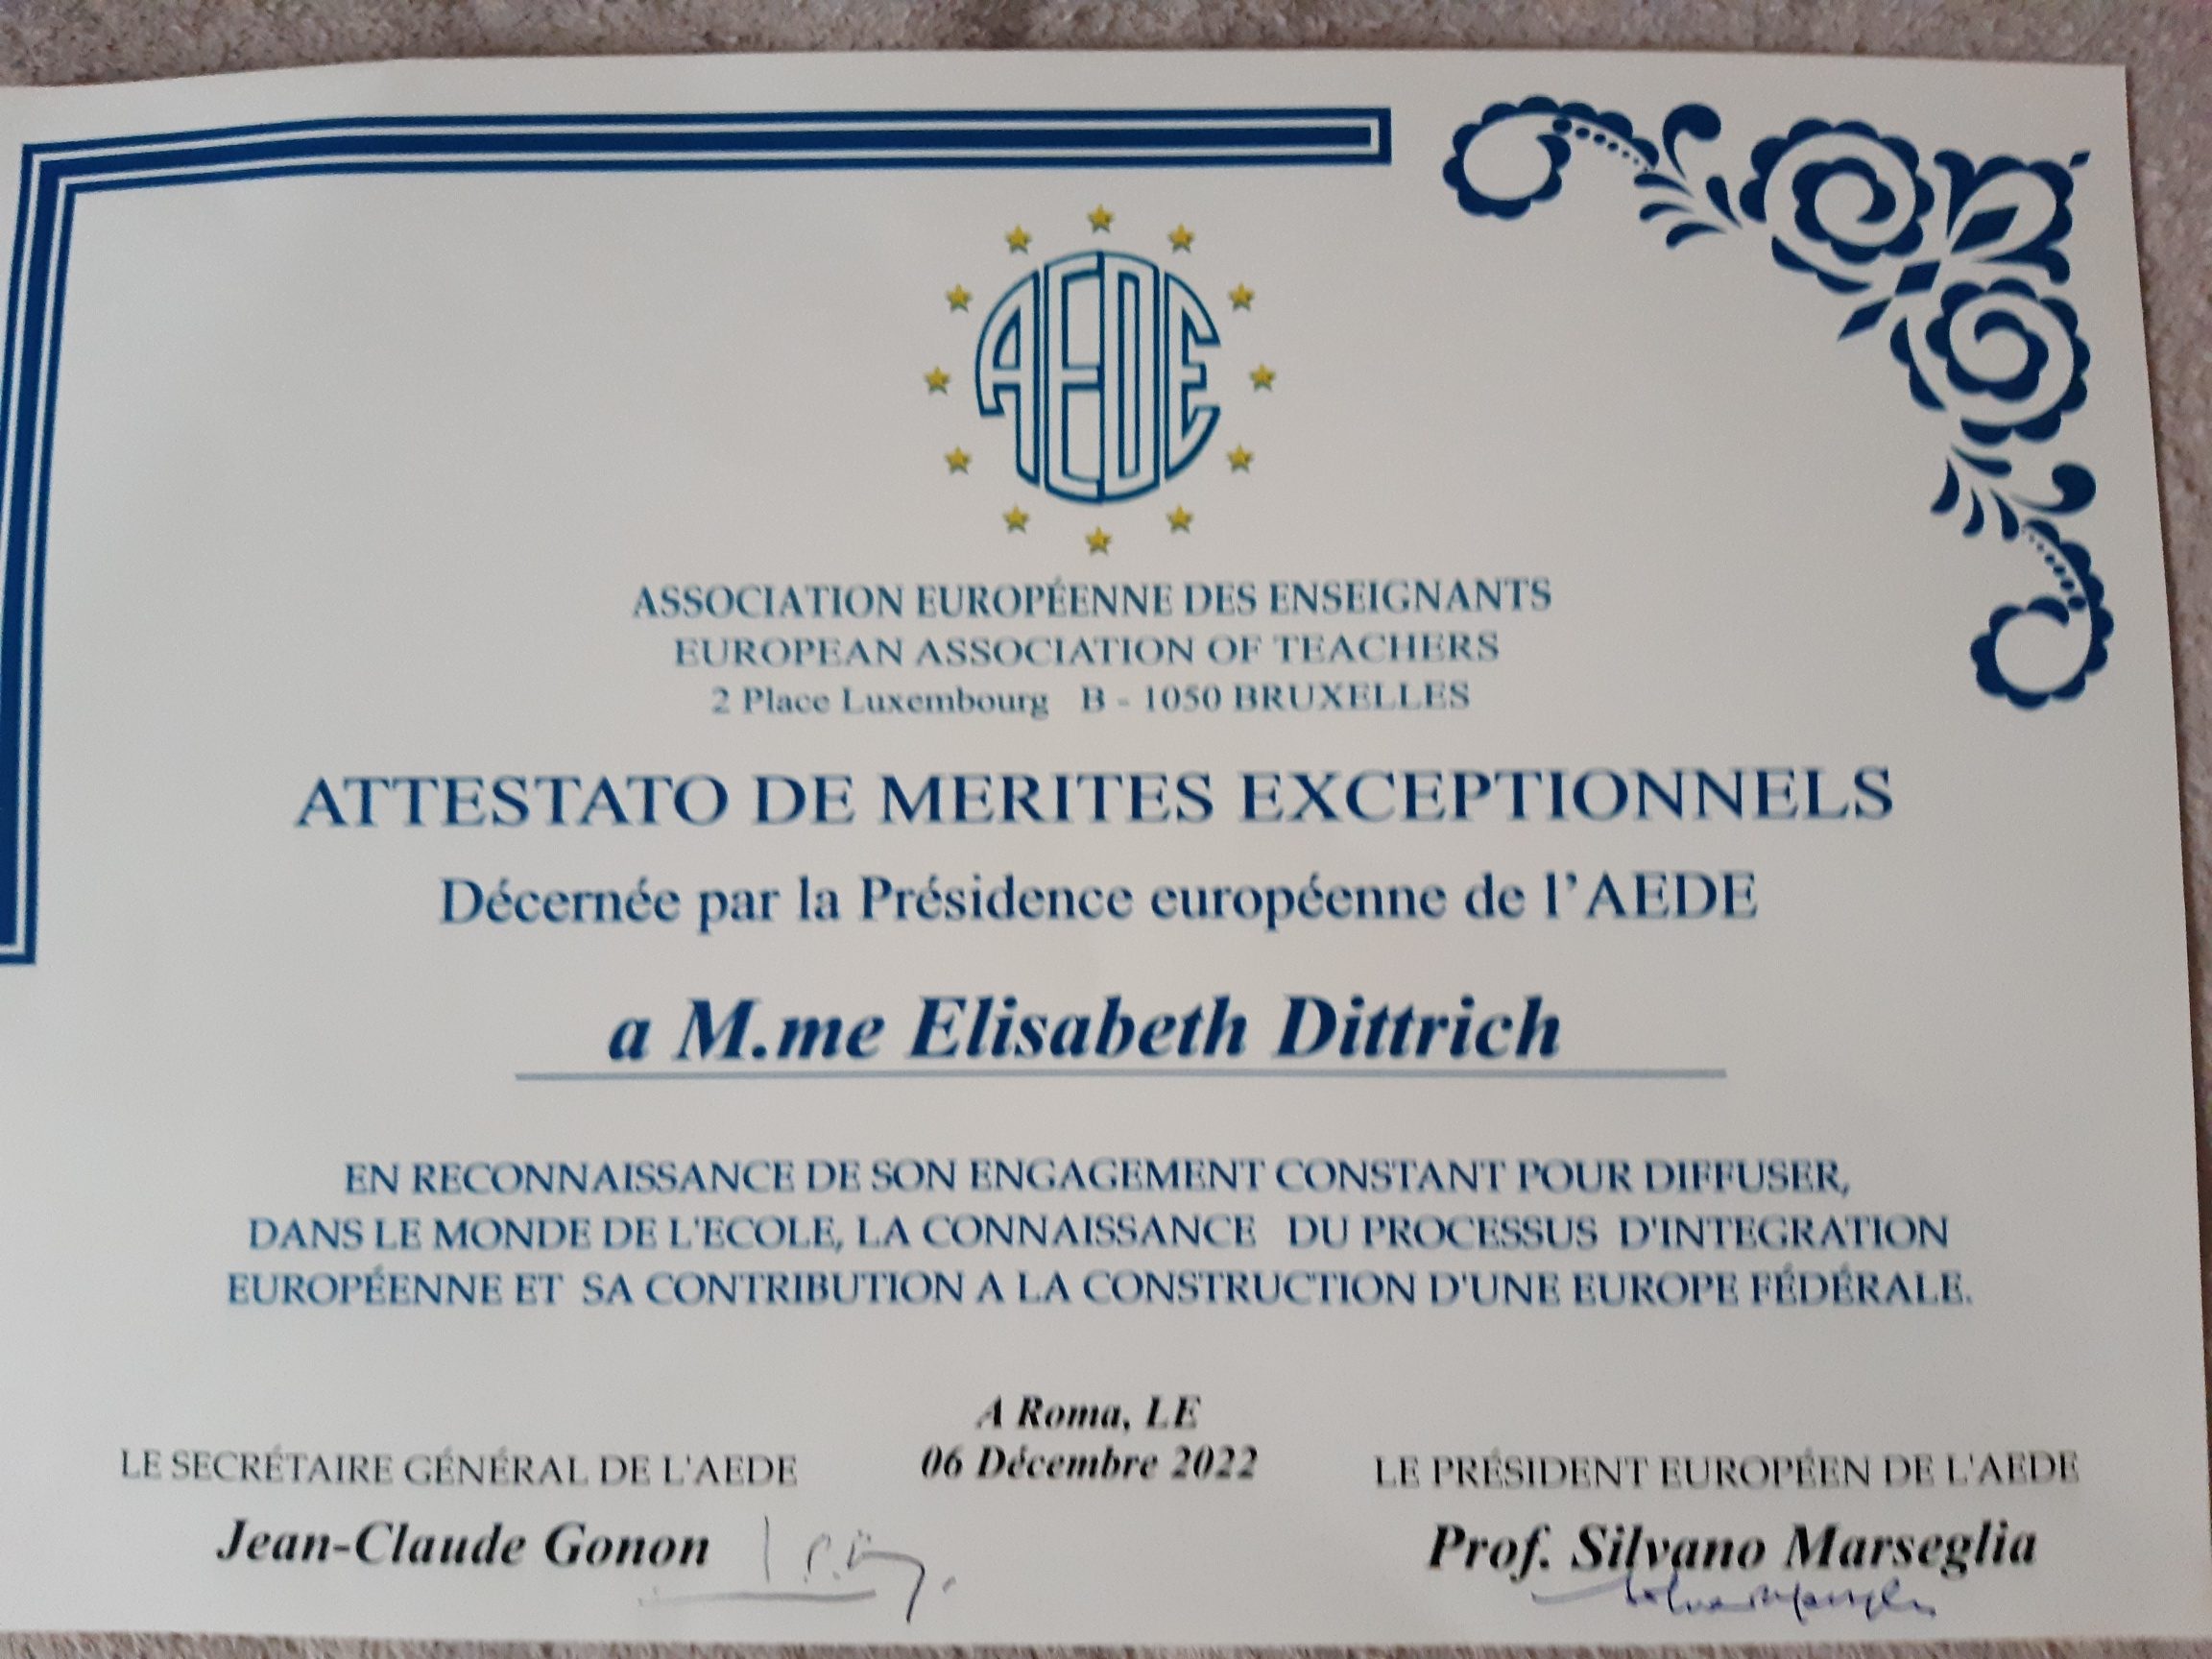 AEDE
ASSOCIATION EUROPÉENNE DES ENSEIGNANTS
EUROPEAN ASSOCIATION OF TEACHERS
2 Place Luxembourg B - 1050 BRUXELLES
ATTESTATO DE MERITES EXCEPTIONNELS
Décernée par la Présidence européenne de l'AEDE
a M.me Elisabeth Dittrich
EN RECONNAISSANCE DE SON ENGAGEMENT CONSTANT POUR DIFFUSER,
DANS LE MONDE DE L'ECOLE, LA CONNAISSANCE DU PROCESSUS D'INTEGRATION
EUROPÉENNE ET SA CONTRIBUTION A LA CONSTRUCTION D'UNE EUROPE FÉDÉRALE.
A Roma, LE
06 Décembre 2022
LE SECRÉTAIRE GÉNÉRAL DE L'AEDE
Jean-Claude Gonon
LE PRÉSIDENT EUROPÉEN DE L'AEDE
Prof. Silvano Marseglia